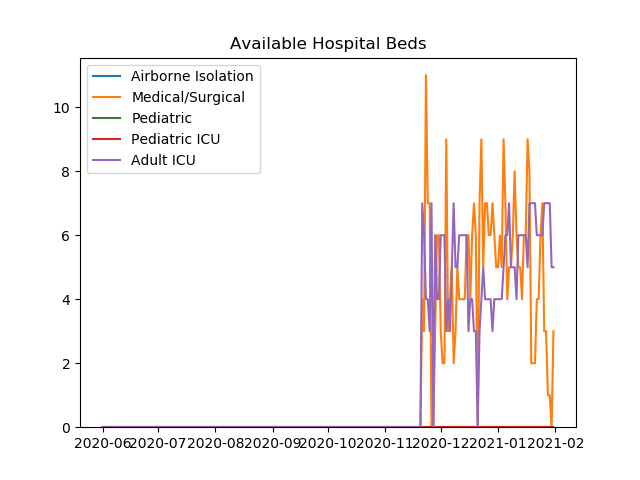 Available Hospital Beds
Airborne Isolation
Medical/Surgical
Pediatric
Pediatric ICU
Adult ICU
10
8
6
4
2
0
2020-06 2020-07 2020-08 2020-09 2020-10 2020-11 2020-12 2021-01 2021-02